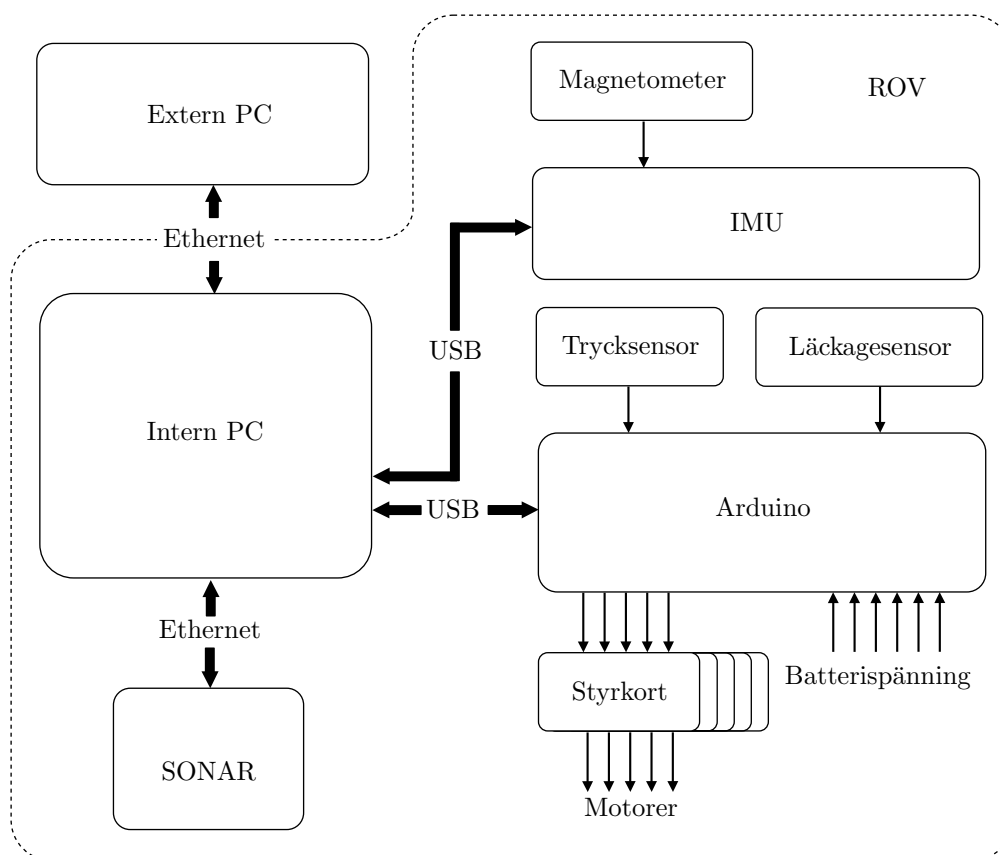 Magnetometer
ROV
Extern PC
IMU
Ethernet
USB
Trycksensor
Läckagesensor
Intern PC
USB
Arduino
Ethernet
Batterispänning
Styrkort
SONAR
Motorer